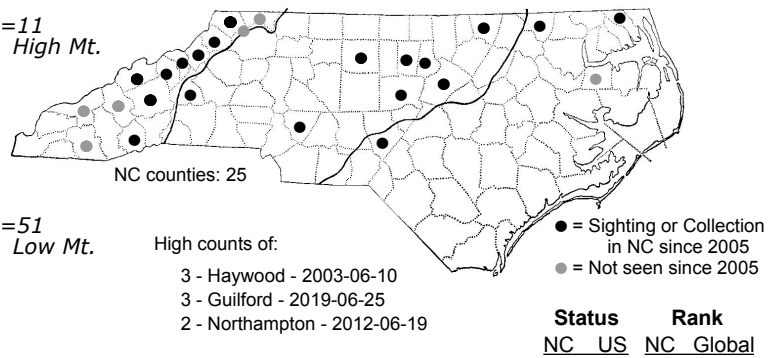 =11
High Mt.
NC counties: 25
=51
Low Mt.
High counts of:
3 - Haywood - 2003-06-10
3 - Guilford - 2019-06-25
2 - Northampton - 2012-06-19
= Sighting or Collection
in NC since 2005
= Not seen since 2005
Status Rank
NC US NC Global